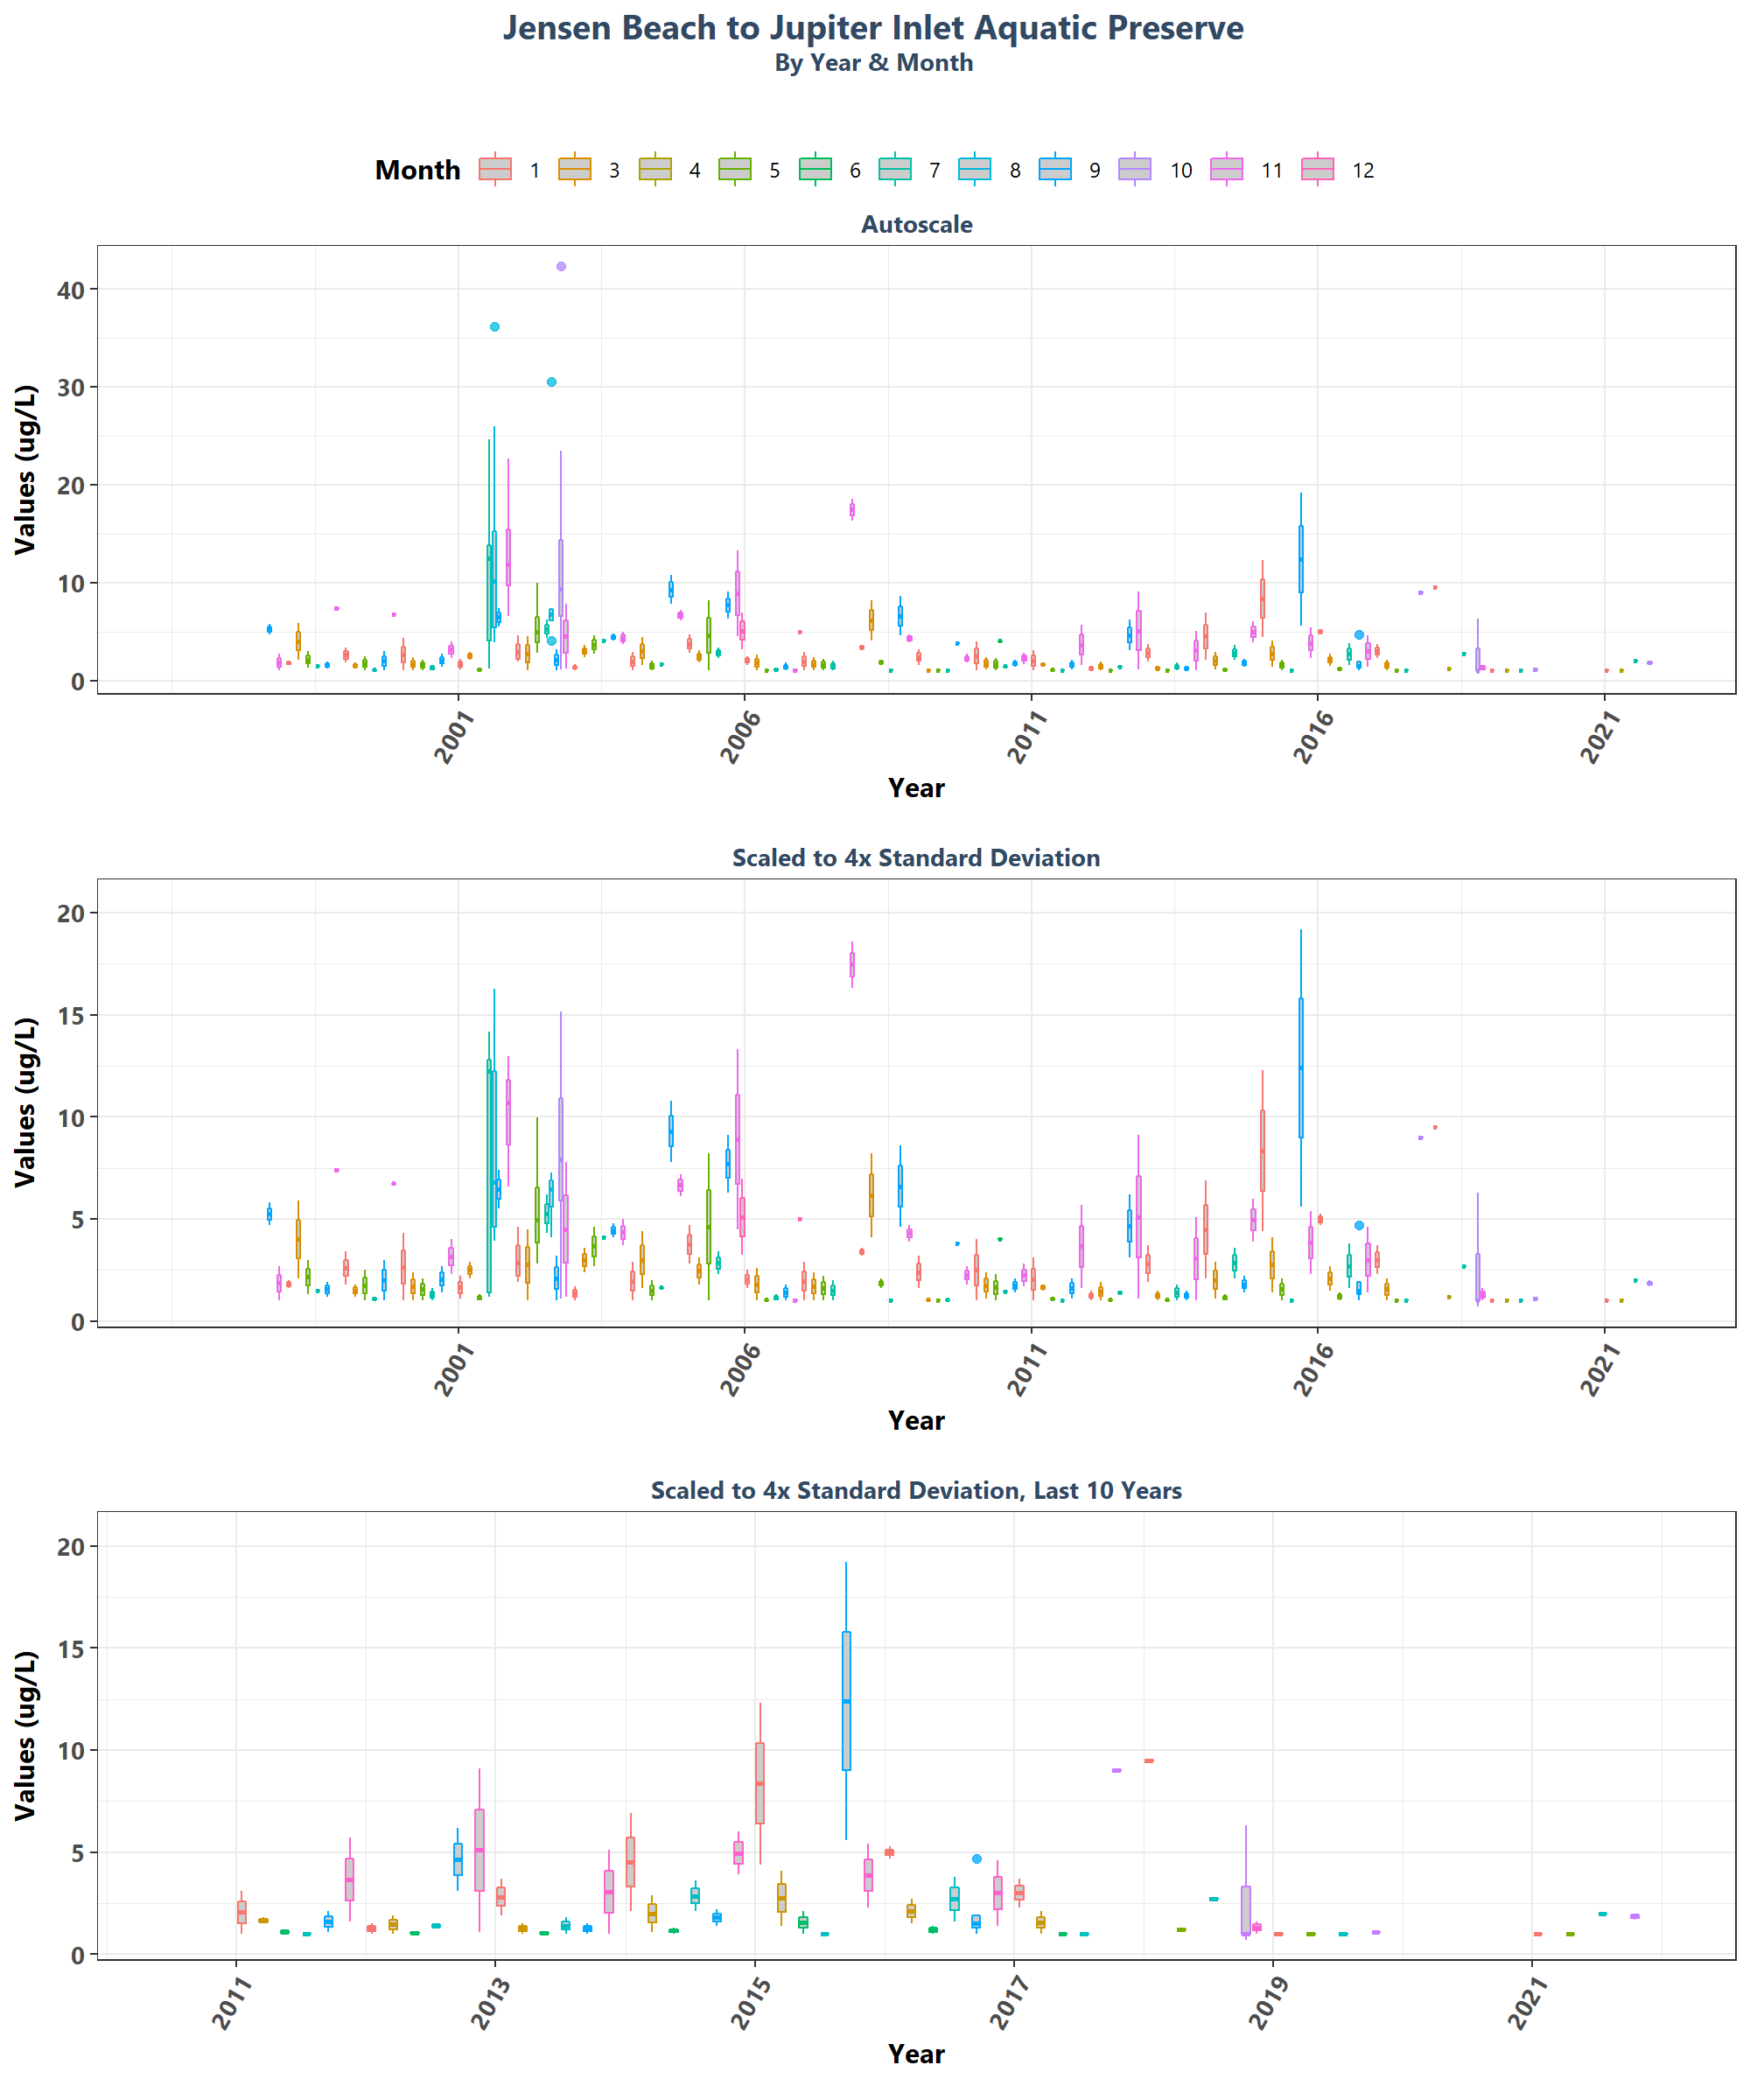 Jensen Beach to Jupiter Inlet Aquatic Preserve
By Year & Month
Month 1 3 4 5 6 7 8 9 10 11 12
Autoscale
Values (ug/L)
40
30
20
10
0
2001 2006 2011 2016 2021
Year
Scaled to 4x Standard Deviation
Values (ug/L)
20
15
10
5
0
2001 2006 2011 2016 2021
Year
Scaled to 4x Standard Deviation, Last 10 Years
Values (ug/L)
20
15
10
5
0
2011 2013 2015 2017 2019 2021
Year